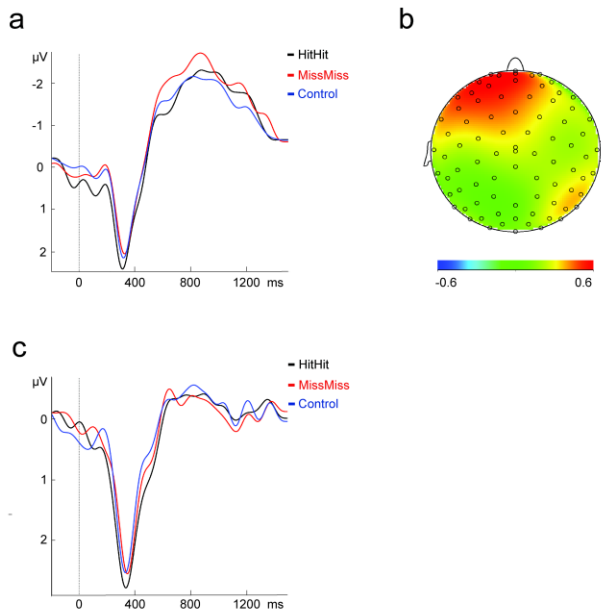 a
b
µV
HitHit
MissMiss
Control
-2
-1
0
1
2
0 400 800 1200 ms
-0.6 0.6
c
µV
HitHit
MissMiss
Control
0
1
2
0 400 800 1200 ms